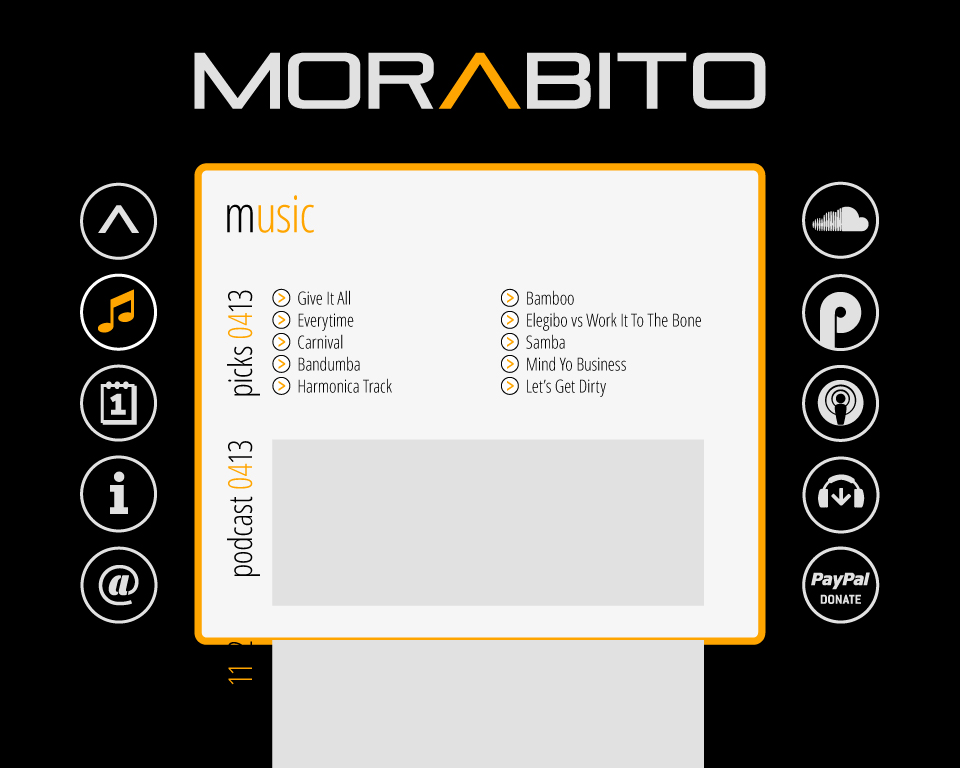 MORABITO
music
picks 0413
Give It All
Everytime
Carnival
Bandumba
Harmonica Track
Bamboo
Elegibo vs Work It To The Bone
Samba
Mind Yo Business
Let's Get Dirty
podcast 0413
11
1
i
@
PayPal
DONATE